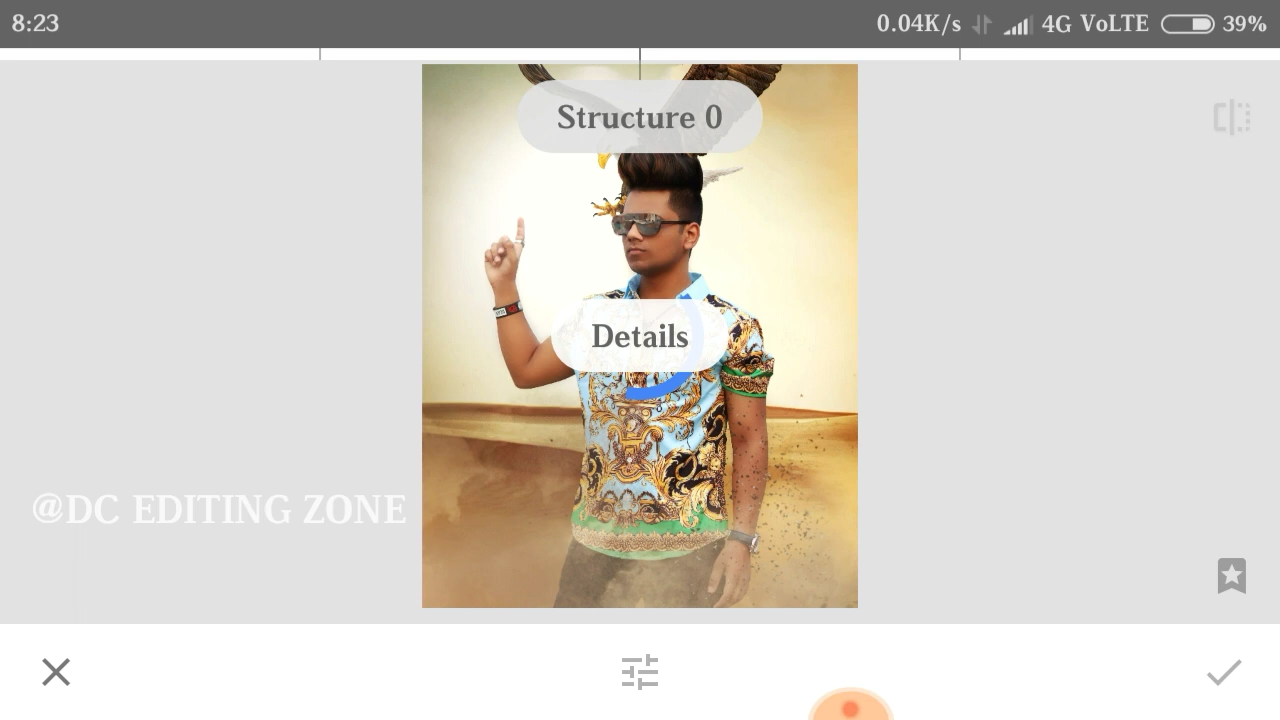 8:23
0.04K/s 4G VoLTE 39%
Structure 0
Details
@DC EDITING ZONE